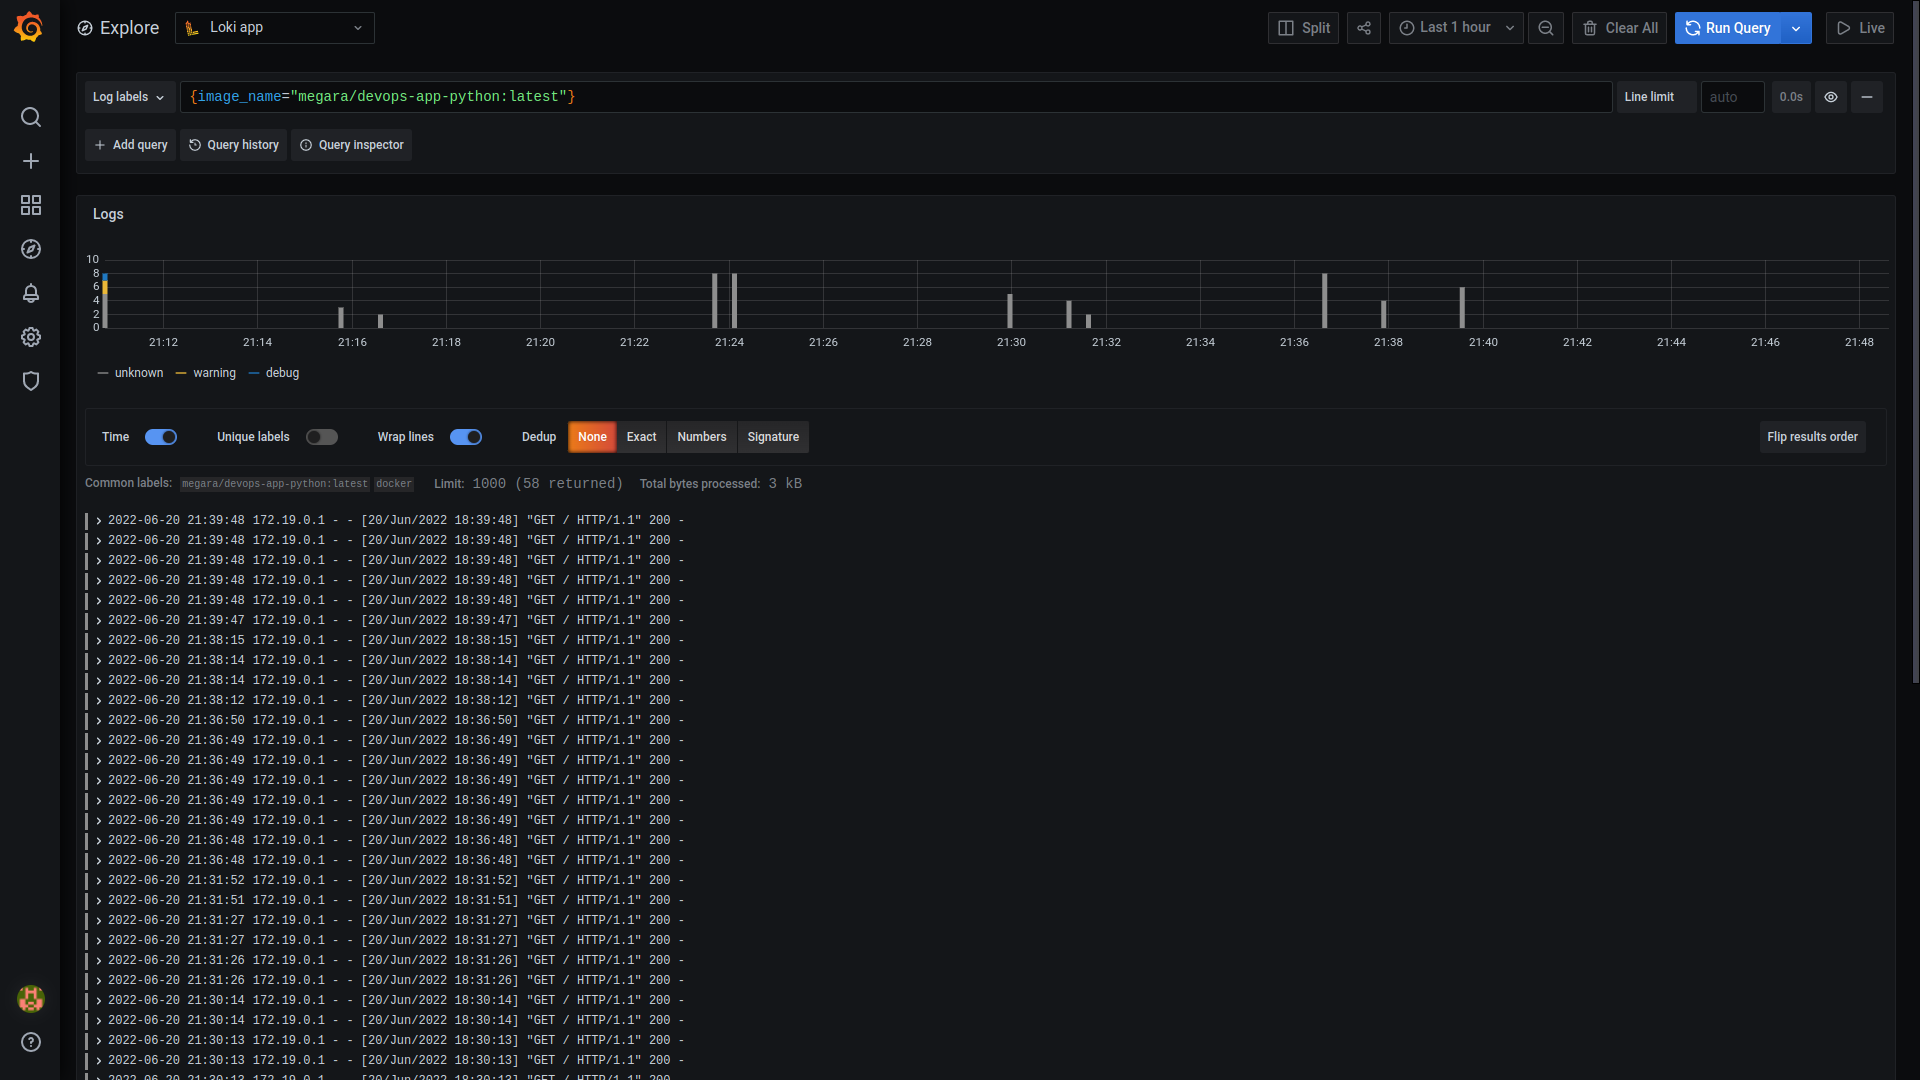 Explore Loki app Split Last 1 hour Clear All Run Query Live
Log labels {image_name="megara/devops-app-python:latest"} Line limit auto 0.0s
Add query Query history Query inspector
Logs
10
8
6
4
2
0
21:12 21:14 21:16 21:18 21:20 21:22 21:24 21:26 21:28 21:30 21:32 21:34 21:36 21:38 21:40 21:42 21:44 21:46 21:48
unknown warning debug
Time Unique labels Wrap lines Dedup None Exact Numbers Signature Flip results order
Common labels: megara/devops-app-python:latest docker Limit: 1000 (58 returned) Total bytes processed: 3 kB
2022-06-20 21:39:48 172.19.0.1 - - [20/Jun/2022 18:39:48] "GET / HTTP/1.1" 200 -
2022-06-20 21:39:48 172.19.0.1 - - [20/Jun/2022 18:39:48] "GET / HTTP/1.1" 200 -
2022-06-20 21:39:48 172.19.0.1 - - [20/Jun/2022 18:39:48] "GET / HTTP/1.1" 200 -
2022-06-20 21:39:48 172.19.0.1 - - [20/Jun/2022 18:39:48] "GET / HTTP/1.1" 200 -
2022-06-20 21:39:48 172.19.0.1 - - [20/Jun/2022 18:39:48] "GET / HTTP/1.1" 200 -
2022-06-20 21:39:47 172.19.0.1 - - [20/Jun/2022 18:39:47] "GET / HTTP/1.1" 200 -
2022-06-20 21:38:15 172.19.0.1 - - [20/Jun/2022 18:38:15] "GET / HTTP/1.1" 200 -
2022-06-20 21:38:14 172.19.0.1 - - [20/Jun/2022 18:38:14] "GET / HTTP/1.1" 200 -
2022-06-20 21:38:14 172.19.0.1 - - [20/Jun/2022 18:38:14] "GET / HTTP/1.1" 200 -
2022-06-20 21:38:12 172.19.0.1 - - [20/Jun/2022 18:38:12] "GET / HTTP/1.1" 200 -
2022-06-20 21:36:50 172.19.0.1 - - [20/Jun/2022 18:36:50] "GET / HTTP/1.1" 200 -
2022-06-20 21:36:49 172.19.0.1 - - [20/Jun/2022 18:36:49] "GET / HTTP/1.1" 200 -
2022-06-20 21:36:49 172.19.0.1 - - [20/Jun/2022 18:36:49] "GET / HTTP/1.1" 200 -
2022-06-20 21:36:49 172.19.0.1 - - [20/Jun/2022 18:36:49] "GET / HTTP/1.1" 200 -
2022-06-20 21:36:49 172.19.0.1 - - [20/Jun/2022 18:36:49] "GET / HTTP/1.1" 200 -
2022-06-20 21:36:49 172.19.0.1 - - [20/Jun/2022 18:36:49] "GET / HTTP/1.1" 200 -
2022-06-20 21:36:48 172.19.0.1 - - [20/Jun/2022 18:36:48] "GET / HTTP/1.1" 200 -
2022-06-20 21:36:48 172.19.0.1 - - [20/Jun/2022 18:36:48] "GET / HTTP/1.1" 200 -
2022-06-20 21:31:52 172.19.0.1 - - [20/Jun/2022 18:31:52] "GET / HTTP/1.1" 200 -
2022-06-20 21:31:51 172.19.0.1 - - [20/Jun/2022 18:31:51] "GET / HTTP/1.1" 200 -
2022-06-20 21:31:27 172.19.0.1 - - [20/Jun/2022 18:31:27] "GET / HTTP/1.1" 200 -
2022-06-20 21:31:27 172.19.0.1 - - [20/Jun/2022 18:31:27] "GET / HTTP/1.1" 200 -
2022-06-20 21:31:26 172.19.0.1 - - [20/Jun/2022 18:31:26] "GET / HTTP/1.1" 200 -
2022-06-20 21:31:26 172.19.0.1 - - [20/Jun/2022 18:31:26] "GET / HTTP/1.1" 200 -
2022-06-20 21:30:14 172.19.0.1 - - [20/Jun/2022 18:30:14] "GET / HTTP/1.1" 200 -
2022-06-20 21:30:14 172.19.0.1 - - [20/Jun/2022 18:30:14] "GET / HTTP/1.1" 200 -
2022-06-20 21:30:13 172.19.0.1 - - [20/Jun/2022 18:30:13] "GET / HTTP/1.1" 200 -
2022-06-20 21:30:13 172.19.0.1 - - [20/Jun/2022 18:30:13] "GET / HTTP/1.1" 200 -
2022-06-20 21:30:13 172.19.0.1 - - [20/Jun/2022 18:30:13] "GET / HTTP/1.1" 200 -